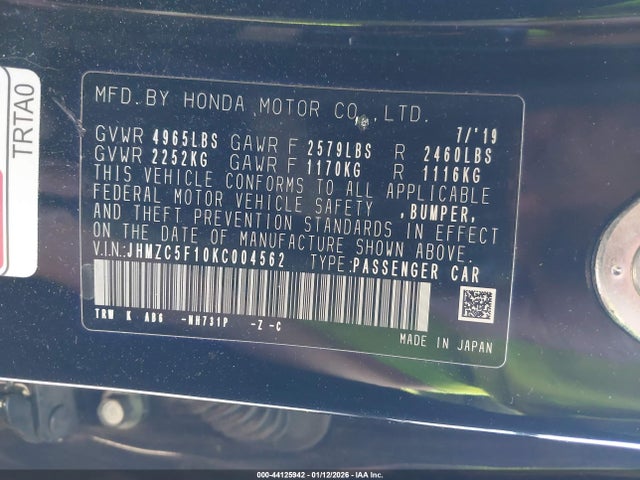 TRTA0
MFD.BY HONDA MOTOR CO., LTD.
7/'19
GVWR 4965LBS GAWR F 2579LBS R 2460LBS
GVWR 2252KG GAWR F 1170KG R 1116KG
THIS VEHICLE CONFORMS TO ALL APPLICABLE
FEDERAL MOTOR VEHICLE SAFETY ,BUMPER,
AND THEFT PREVENTION STANDARDS IN EFFECT
ON THE DATE OF MANUFACTURE SHOWN ABOVE.
V.IN:JHMZC5F10KC004562 TYPE:PASSENGER CAR
TRW K AB6 -NH731P -Z -C
MADE IN JAPAN
000-44125942 - 01/12/2026 - IAA Inc.